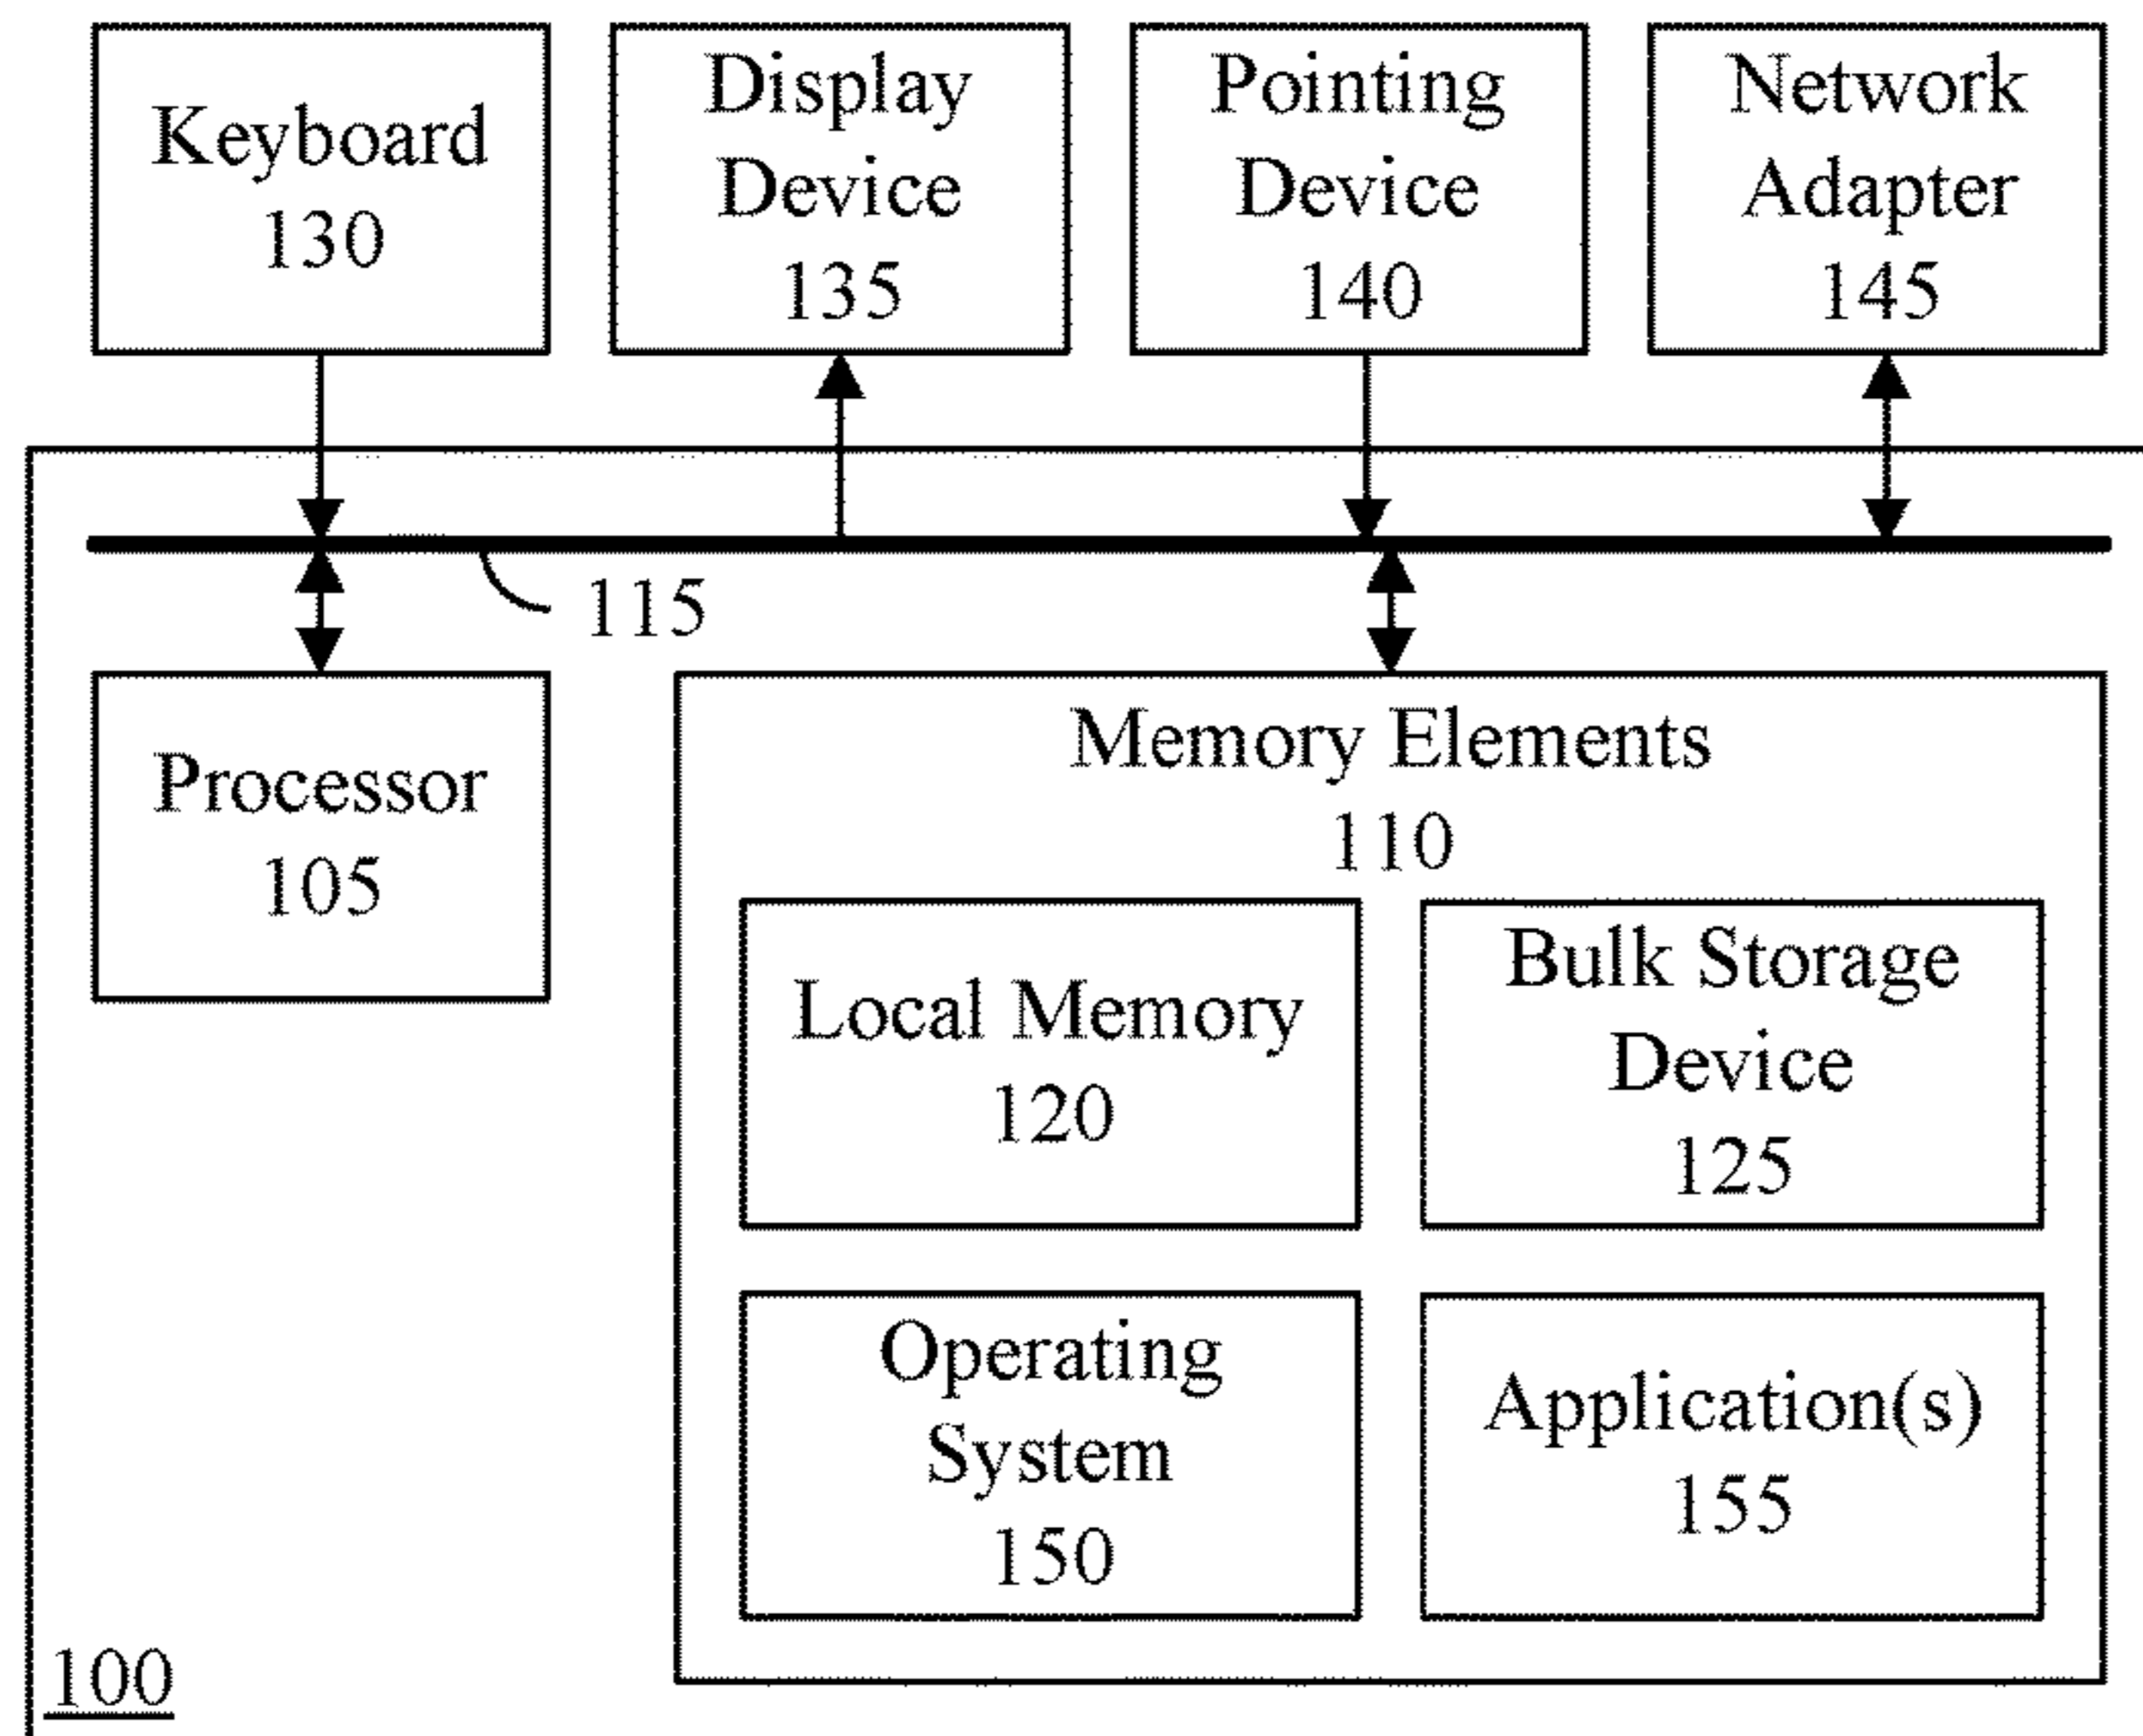 Keyboard
130
Display
Device
135
Pointing
Device
140
Network
Adapter
145
115
Processor
105
Memory Elements
110
Local Memory
120
Bulk Storage
Device
125
Operating
System
150
Application(s)
155
100